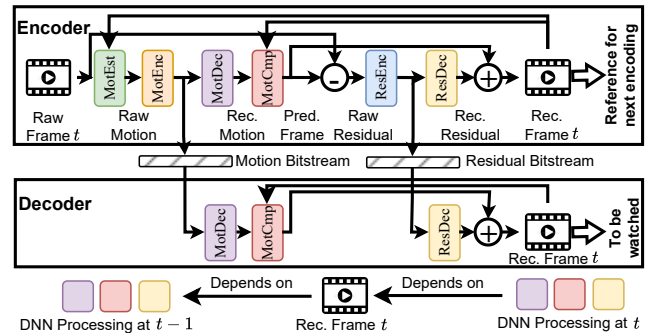 Encoder
MotEst
MotEnc
MotDec
MotCmp
-
ResEnc
ResDec
+
Raw
Frame t
Raw
Motion
Rec.
Motion
Pred.
Frame
Raw
Residual
Rec.
Residual
Rec.
Frame t
Reference for
next encoding
Motion Bitstream
Residual Bitstream
Decoder
MotDec
MotCmp
ResDec
+
Rec. Frame t
To be
watched
Depends on
Depends on
DNN Processing at t − 1
Rec. Frame t
DNN Processing at t